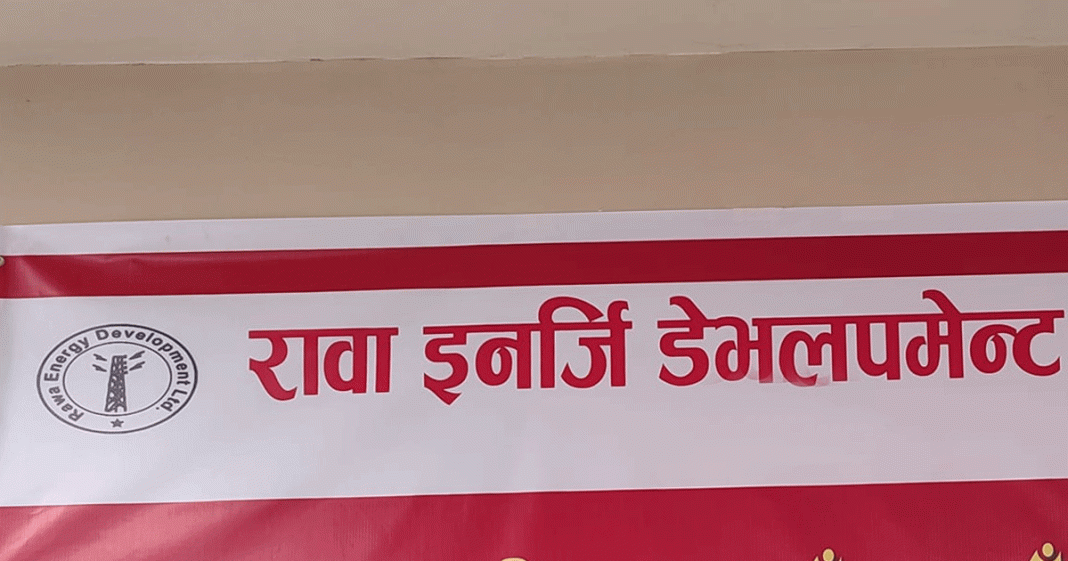 Rawa Energy Development Ltd.
रावा इनर्जि डेभलपमेन्ट